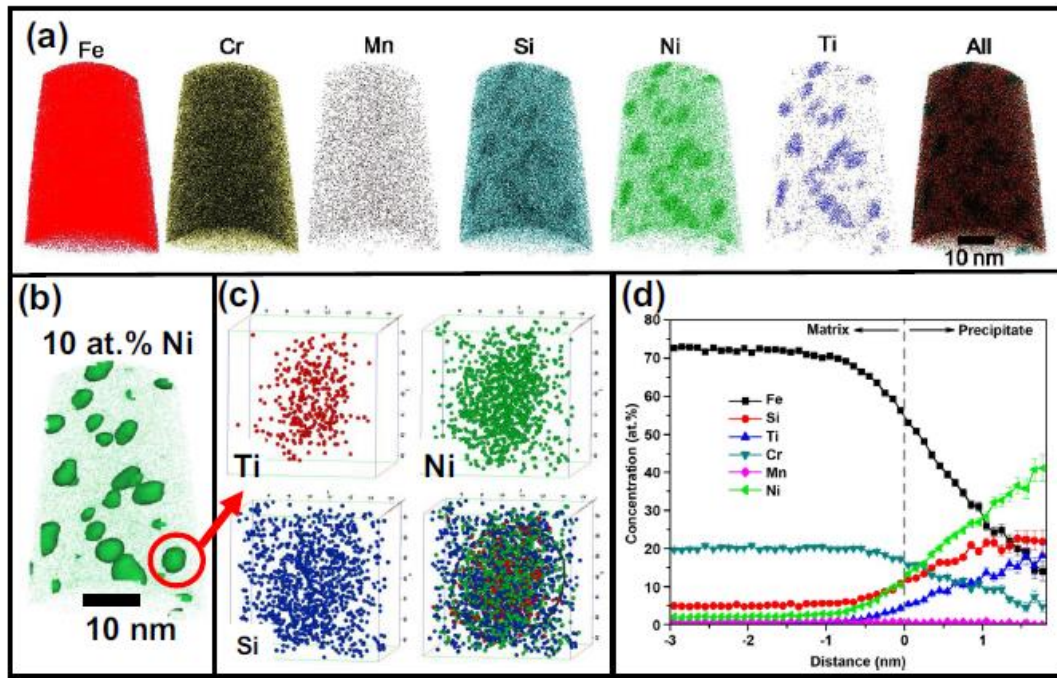 (a)
Fe Cr Mn Si Ni Ti All
10 nm
(b)
10 at.% Ni
10 nm
(c)
Ti
Ni
Si
(d)
Matrix
Precipitate
Fe
Si
Ti
Cr
Mn
Ni
Concentration (at.%)
80
70
60
50
40
30
20
10
0
-3 -2 -1 0 1
Distance (nm)